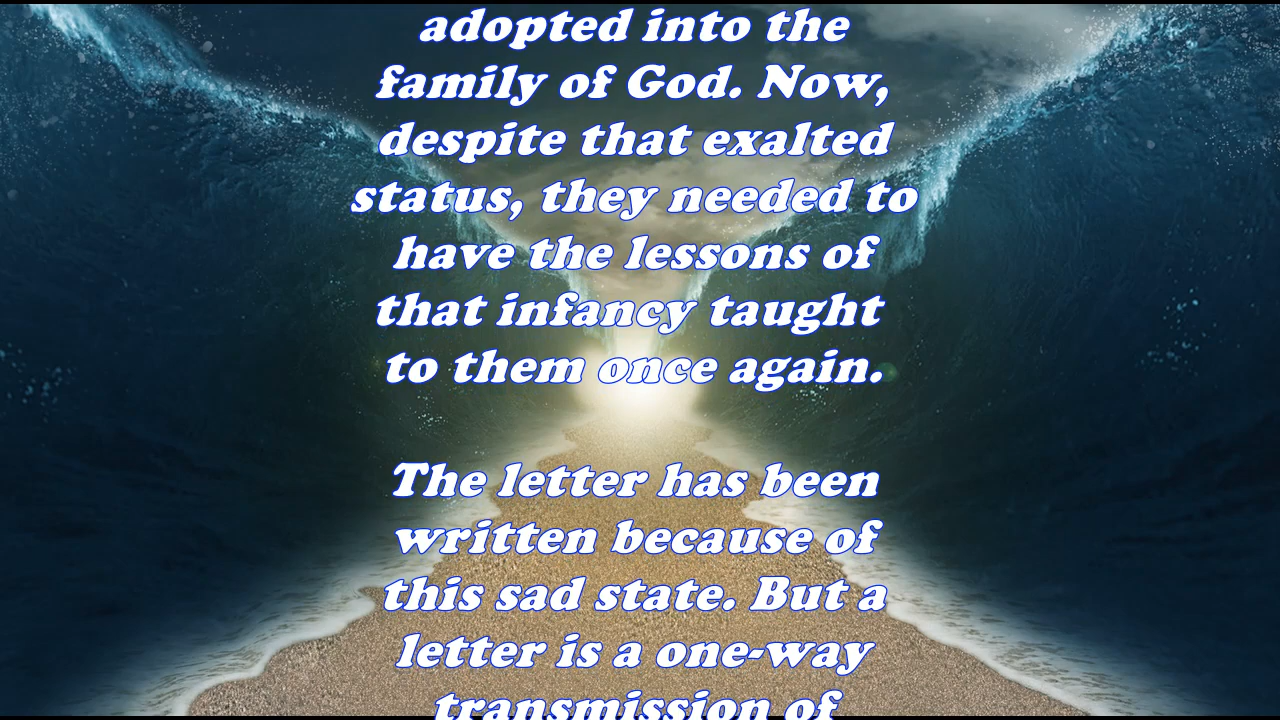 adopted into the
family of God. Now,
despite that exalted
status, they needed to
have the lessons of
that infancy taught
to them once again.
The letter has been
written because of
this sad state. But a
letter is a one-way
transmission of